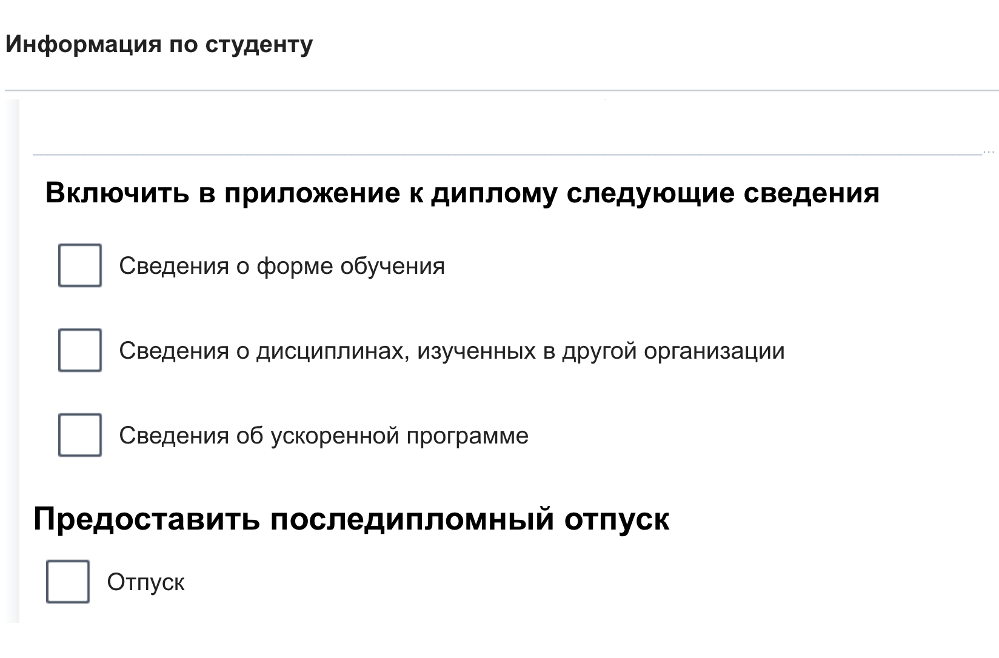 Информация по студенту
Включить в приложение к диплому следующие сведения
Сведения о форме обучения
Сведения о дисциплинах, изученных в другой организации
Сведения об ускоренной программе
Предоставить последипломный отпуск
Отпуск